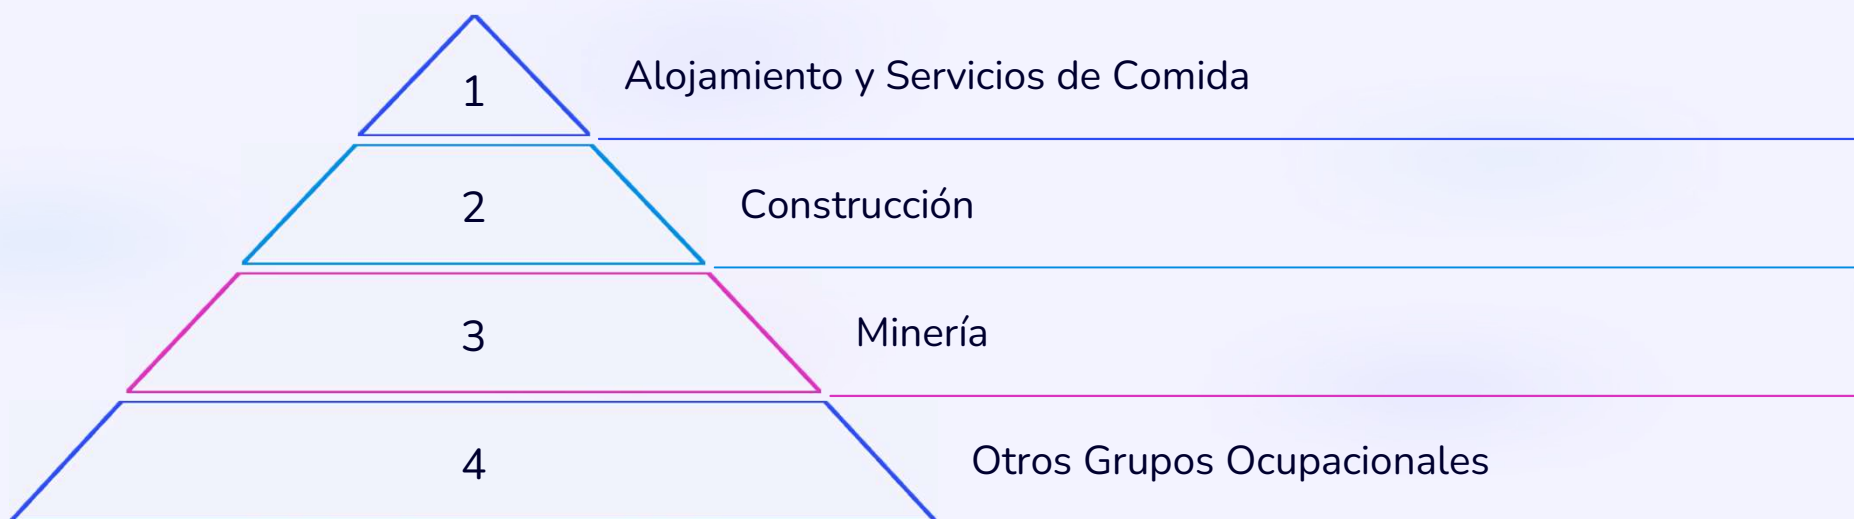 1
Alojamiento y Servicios de Comida
2
Construcción
3
Minería
4
Otros Grupos Ocupacionales